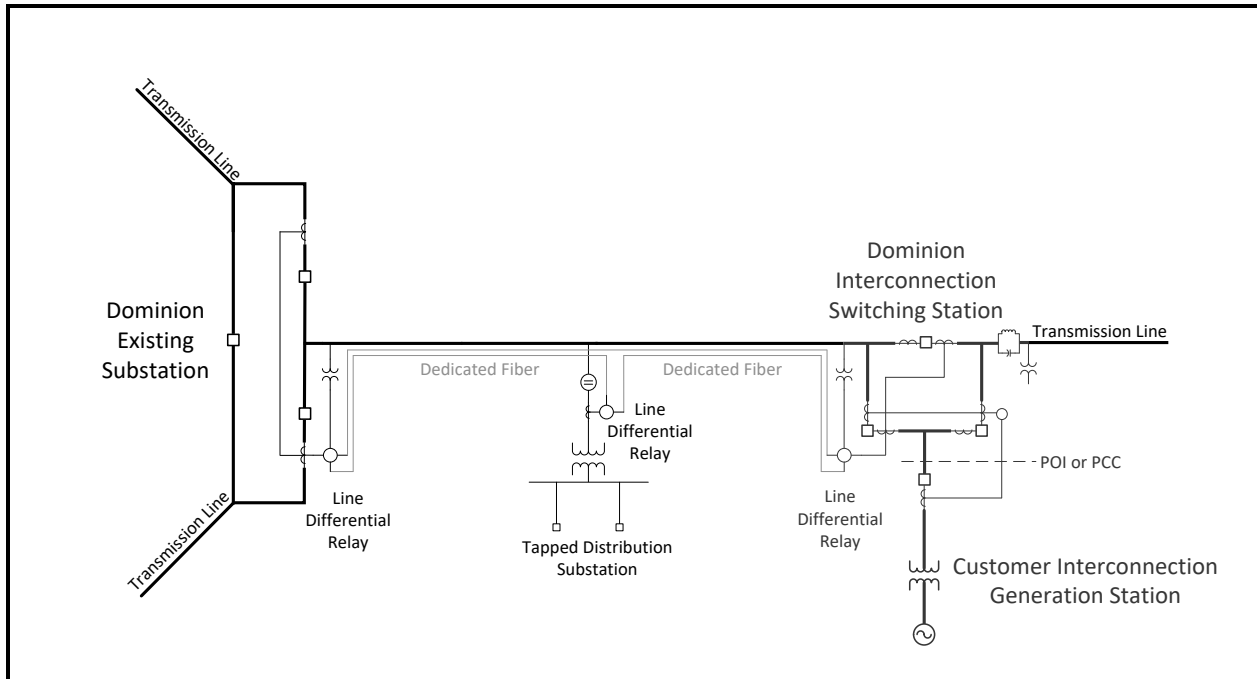 Transmission Line
Dominion
Existing
Substation
Transmission Line
Dedicated Fiber
Dedicated Fiber
Line
Differential
Relay
Line
Differential
Relay
Tapped Distribution
Substation
Line
Differential
Relay
Dominion
Interconnection
Switching Station
Transmission Line
POI or PCC
Customer Interconnection
Generation Station